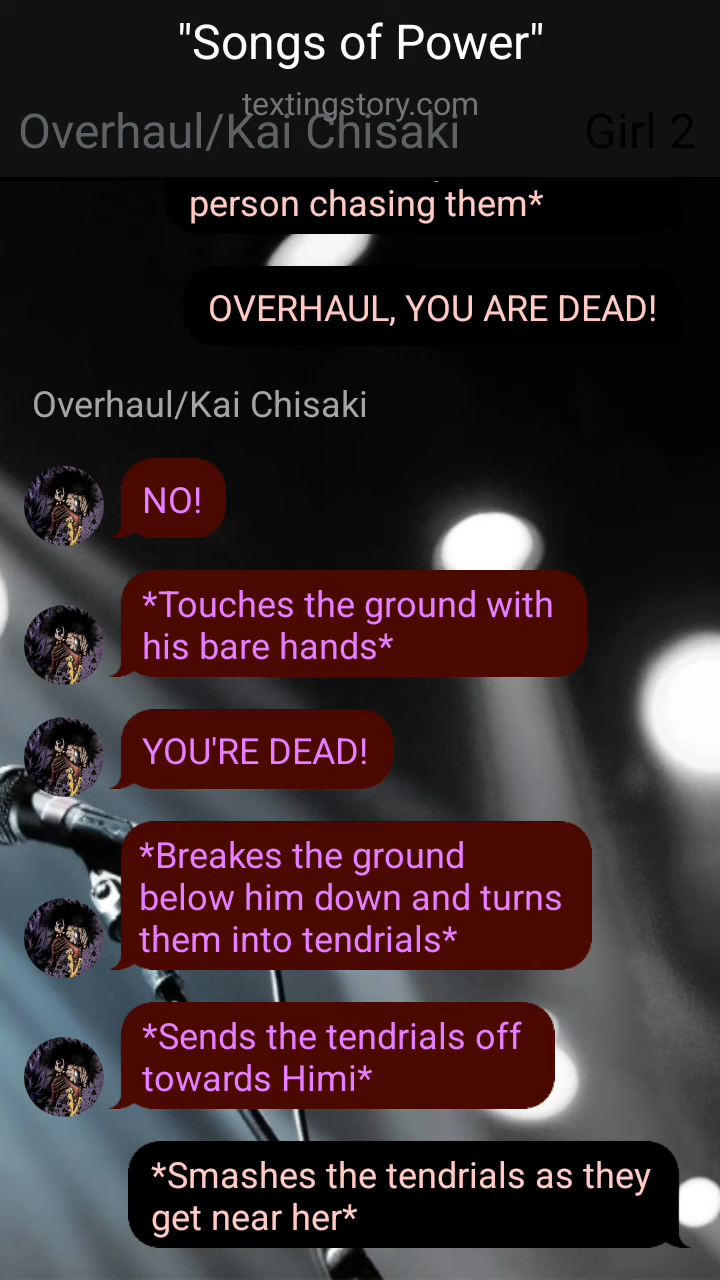 "Songs of Power"
textingstory.com
Overhaul/Kai Chisaki
Girl 2
person chasing them*
OVERHAUL, YOU ARE DEAD!
Overhaul/Kai Chisaki
NO!
*Touches the ground with
his bare hands*
YOU'RE DEAD!
*Breakes the ground
below him down and turns
them into tendrials*
*Sends the tendrials off
towards Himi*
*Smashes the tendrials as they
get near her*